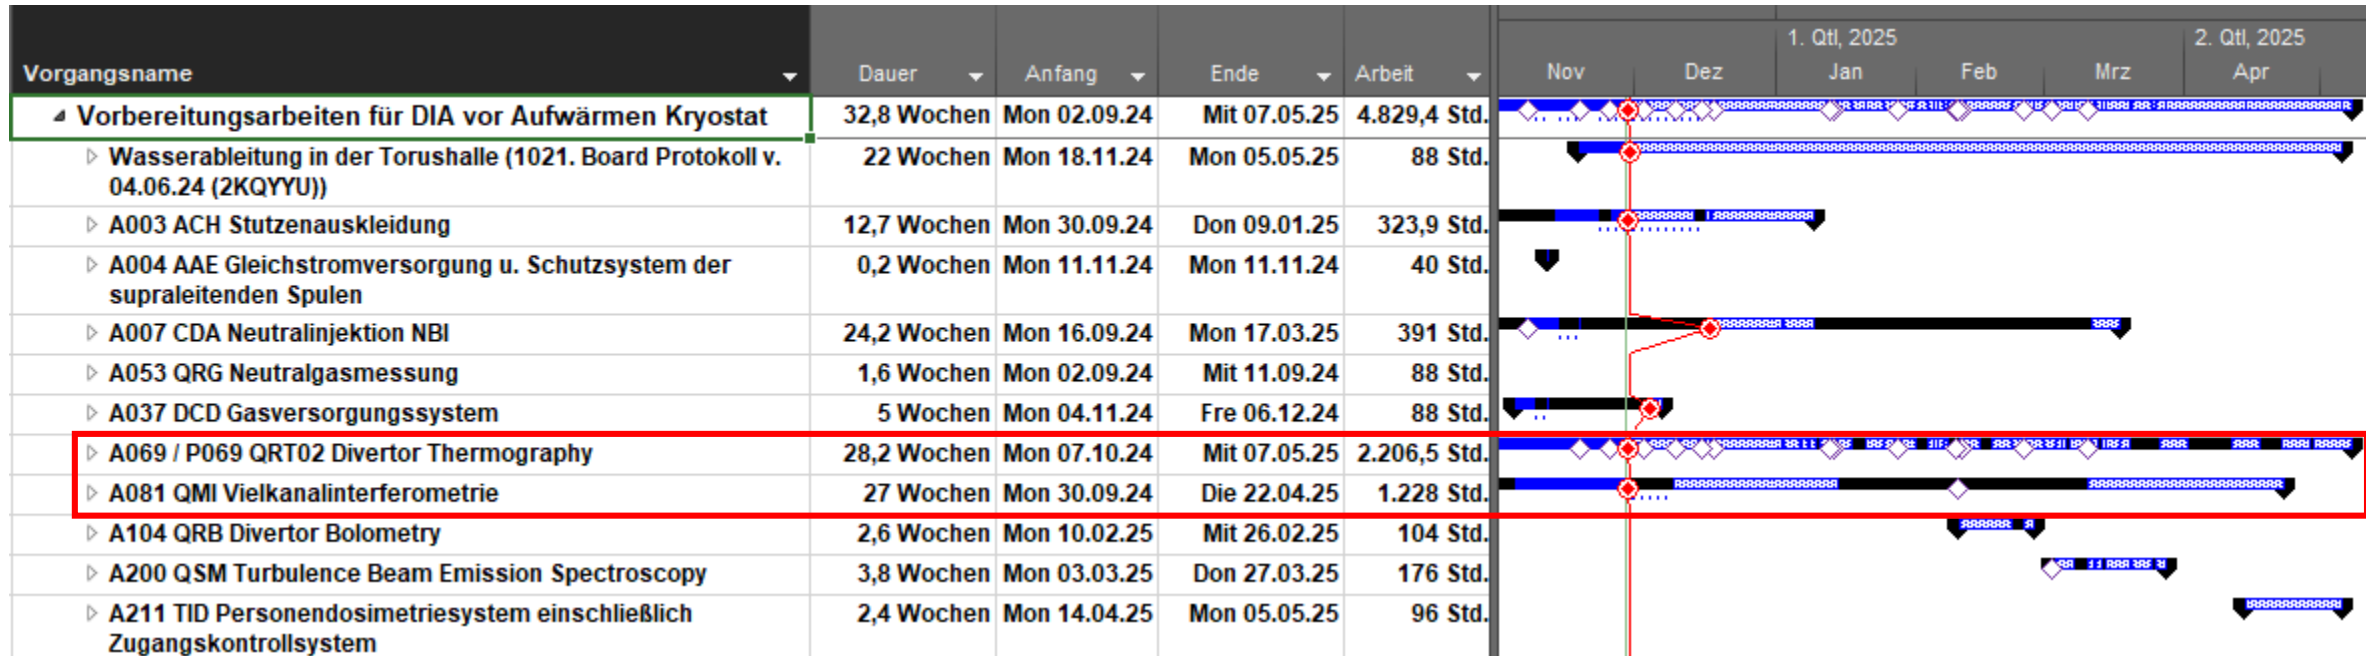 1. Qtl, 2025 2. Qtl, 2025
Vorgangsname Dauer Anfang Ende Arbeit Nov Dez Jan Feb Mrz Apr
Vorbereitungsarbeiten für DIA vor Aufwärmen Kryostat 32,8 Wochen Mon 02.09.24 Mit 07.05.25 4.829,4 Std.
Wasserableitung in der Torushalle (1021. Board Protokoll v. 22 Wochen Mon 18.11.24 Mon 05.05.25 88 Std.
04.06.24 (2KQYYU))
A003 ACH Stutzenauskleidung 12,7 Wochen Mon 30.09.24 Don 09.01.25 323,9 Std.
A004 AAE Gleichstromversorgung u. Schutzsystem der 0,2 Wochen Mon 11.11.24 Mon 11.11.24 40 Std.
supraleitenden Spulen
A007 CDA Neutralinjektion NBI 24,2 Wochen Mon 16.09.24 Mon 17.03.25 391 Std.
A053 QRG Neutralgasmessung 1,6 Wochen Mon 02.09.24 Mit 11.09.24 88 Std.
A037 DCD Gasversorgungssystem 5 Wochen Mon 04.11.24 Fre 06.12.24 88 Std.
A069 / P069 QRT02 Divertor Thermography 28,2 Wochen Mon 07.10.24 Mit 07.05.25 2.206,5 Std.
A081 QMI Vielkanalinterferometrie 27 Wochen Mon 30.09.24 Die 22.04.25 1.228 Std.
A104 QRB Divertor Bolometry 2,6 Wochen Mon 10.02.25 Mit 26.02.25 104 Std.
A200 QSM Turbulence Beam Emission Spectroscopy 3,8 Wochen Mon 03.03.25 Don 27.03.25 176 Std.
A211 TID Personendosimetriesystem einschließlich 2,4 Wochen Mon 14.04.25 Mon 05.05.25 96 Std.
Zugangskontrollsystem